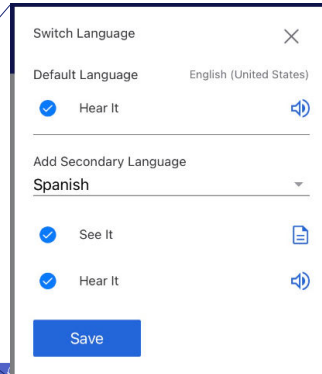 Switch Language
Default Language English (United States)
Hear It
Add Secondary Language
Spanish
See It
Hear It
Save